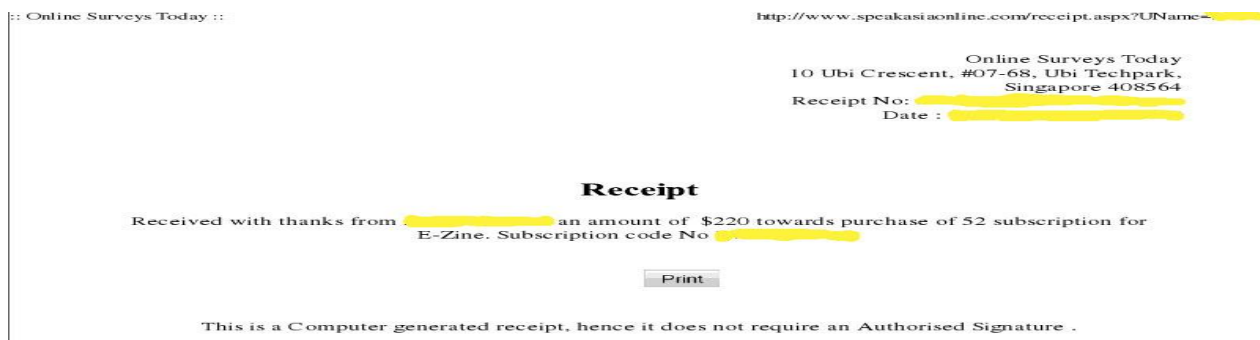 :: Online Surveys Today ::
http://www.speakasiaonline.com/receipt.aspx?UName=
Online Surveys Today
10 Ubi Crescent, #07-68, Ubi Techpark,
Singapore 408564
Receipt No:
Date :
Receipt
Received with thanks from an amount of $220 towards purchase of 52 subscription for
E-Zine. Subscription code No
Print
This is a Computer generated receipt, hence it does not require an Authorised Signature .